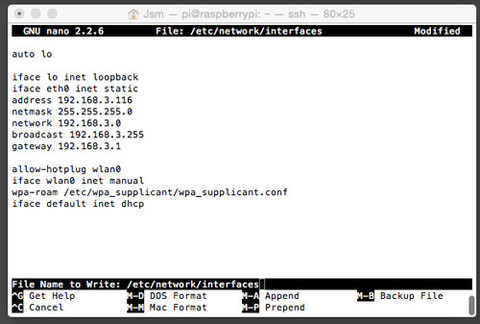 Jsm — pi@raspberrypi: ~ — ssh — 80×25
GNU nano 2.2.6 File: /etc/network/interfaces Modified
auto lo
iface lo inet loopback
iface eth0 inet static
address 192.168.3.116
netmask 255.255.255.0
network 192.168.3.0
broadcast 192.168.3.255
gateway 192.168.3.1
allow-hotplug wlan0
iface wlan0 inet manual
wpa-roam /etc/wpa_supplicant/wpa_supplicant.conf
iface default inet dhcp
File Name to Write: /etc/network/interfaces
^G Get Help M-D DOS Format M-A Append M-B Backup File
^C Cancel M-M Mac Format M-P Prepend